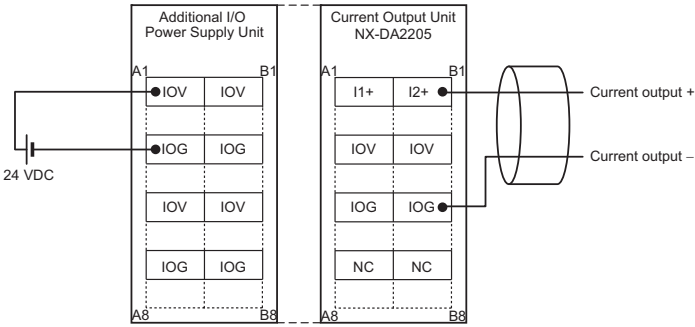 Additional I/O
Power Supply Unit
Current Output Unit
NX-DA2205
A1 B1 A1 B1
IOV IOV I1+ I2+ Current output +
IOG IOG IOV IOV Current output –
24 VDC
IOV IOV IOG IOG
IOG IOG NC NC
A8 B8 A8 B8